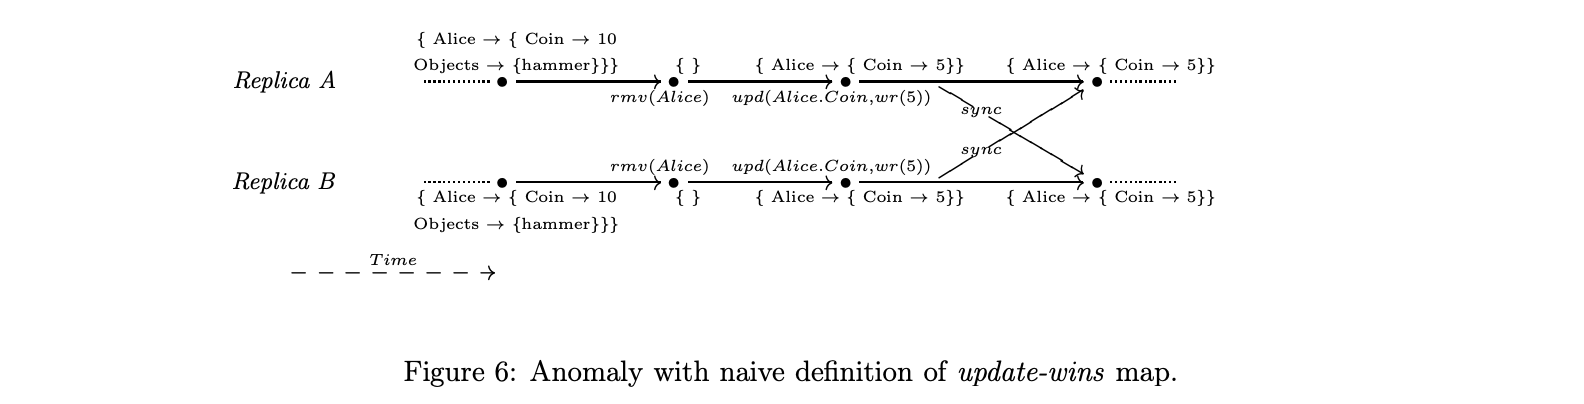 { Alice → { Coin → 10
Objects → {hammer}}} { } { Alice → { Coin → 5}} { Alice → { Coin → 5}}
Replica A
rmv(Alice) upd(Alice.Coin,wr(5))
sync
sync
rmv(Alice) upd(Alice.Coin,wr(5))
Replica B
{ Alice → { Coin → 10 { } { Alice → { Coin → 5}} { Alice → { Coin → 5}}
Objects → {hammer}}}
Time
Figure 6: Anomaly with naive definition of update-wins map.